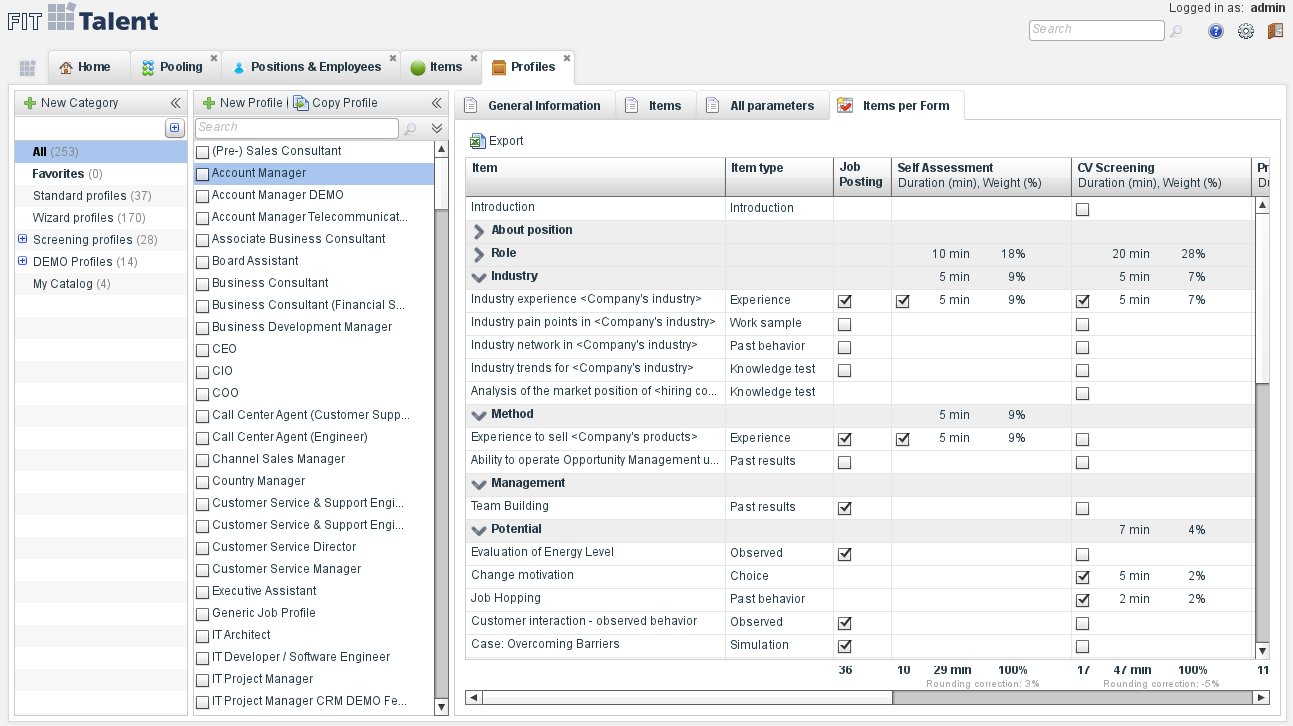 FIT Talent
Logged in as: admin
Search
Home
Pooling
Positions & Employees
Items
Profiles
New Category
All (253)
Favorites (0)
Standard profiles (37)
Wizard profiles (170)
Screening profiles (28)
DEMO Profiles (14)
My Catalog (4)
New Profile
Copy Profile
Search
(Pre-) Sales Consultant
Account Manager
Account Manager DEMO
Account Manager Telecommunicat...
Associate Business Consultant
Board Assistant
Business Consultant
Business Consultant (Financial S...
Business Development Manager
CEO
CIO
COO
Call Center Agent (Customer Supp...
Call Center Agent (Engineer)
Channel Sales Manager
Country Manager
Customer Service & Support Engi...
Customer Service & Support Engi...
Customer Service Director
Customer Service Manager
Executive Assistant
Generic Job Profile
IT Architect
IT Developer / Software Engineer
IT Project Manager
IT Project Manager CRM DEMO Fe...
General Information
Items
All parameters
Items per Form
Export
Item Item type Job Posting Self Assessment Duration (min), Weight (%) CV Screening Duration (min), Weight (%) Pr Du
Introduction Introduction
About position
Role 10 min 18% 20 min 28%
Industry 5 min 9% 5 min 7%
Industry experience <Company's industry> Experience 5 min 9% 5 min 7%
Industry pain points in <Company's industry> Work sample
Industry network in <Company's industry> Past behavior
Industry trends for <Company's industry> Knowledge test
Analysis of the market position of <hiring co... Knowledge test
Method 5 min 9%
Experience to sell <Company's products> Experience 5 min 9%
Ability to operate Opportunity Management u... Past results
Management
Team Building Past results
Potential 7 min 4%
Evaluation of Energy Level Observed
Change motivation Choice 5 min 2%
Job Hopping Past behavior 2 min 2%
Customer interaction - observed behavior Observed
Case: Overcoming Barriers Simulation
36 10 29 min 100% 17 47 min 100% 11
Rounding correction: 3% Rounding correction: -5%